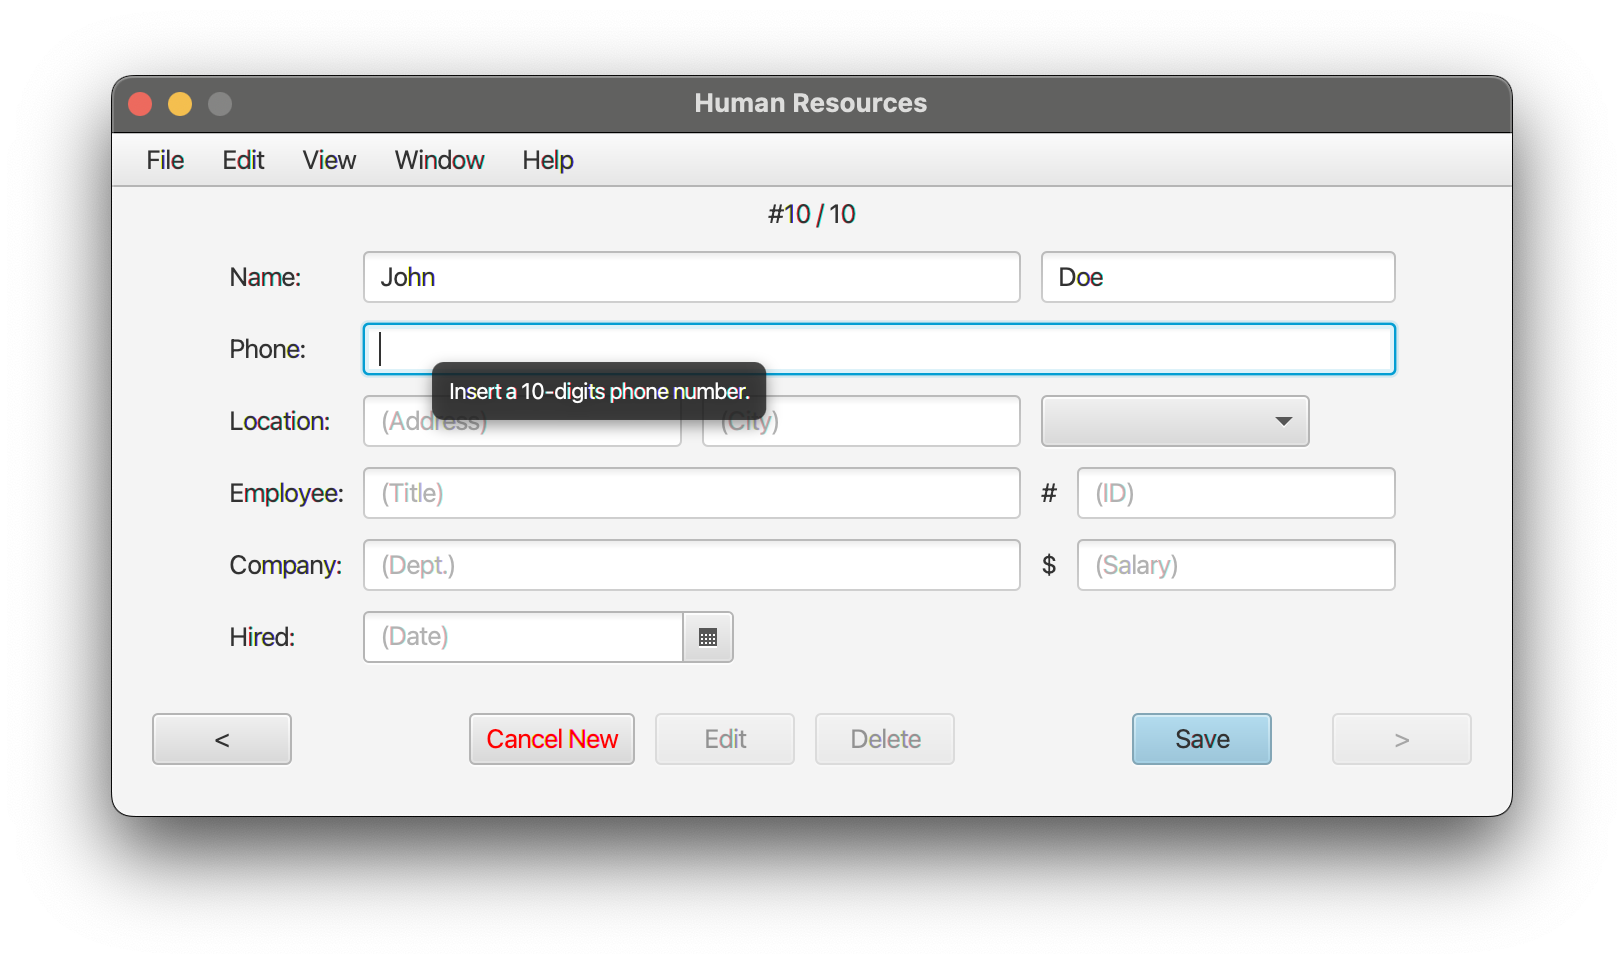 Human Resources
File Edit View Window Help
#10 / 10
Name: John Doe
Phone:
Insert a 10-digits phone number.
Location: (Address) (City)
Employee: (Title) # (ID)
Company: (Dept.) $ (Salary)
Hired: (Date)
< Cancel New Edit Delete Save >